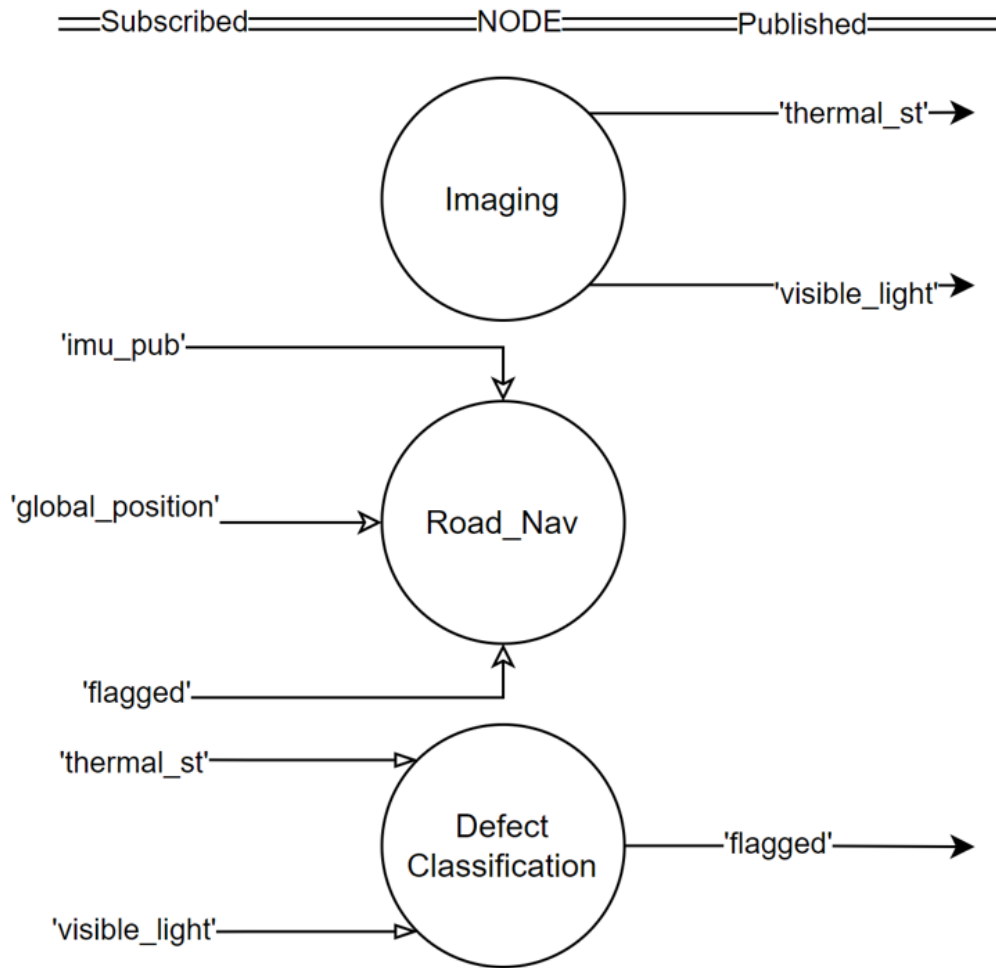 Subscribed NODE Published
'thermal_st'
Imaging
'visible_light'
'imu_pub'
'global_position'
Road_Nav
'flagged'
'thermal_st'
Defect
Classification
'flagged'
'visible_light'